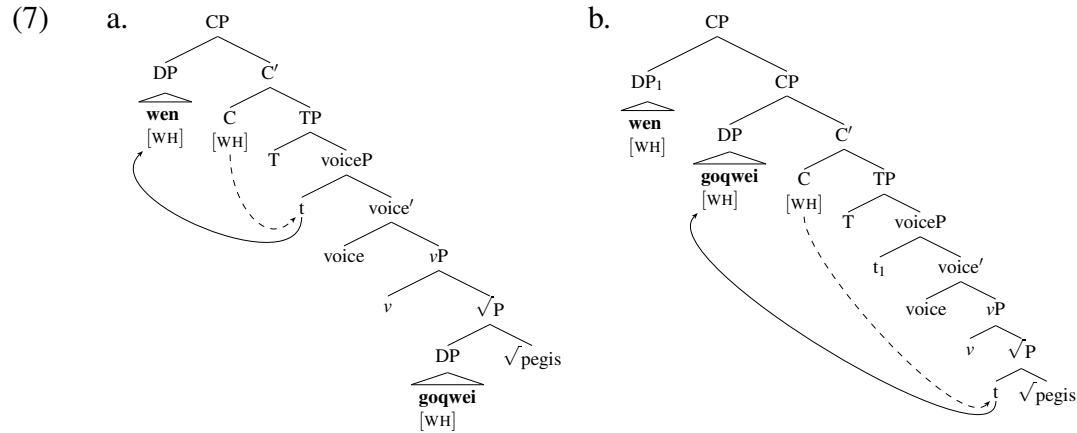 (7) a.
CP
DP C′
C TP
wen
[WH] [WH] T voiceP
t voice′
voice vP
v √P
DP √pegis
goqwei
[WH]
b.
CP
DP₁ CP
wen
[WH] DP C′
goqwei C TP
[WH] [WH]
T voiceP
t₁ voice′
voice vP
v √P
t √pegis